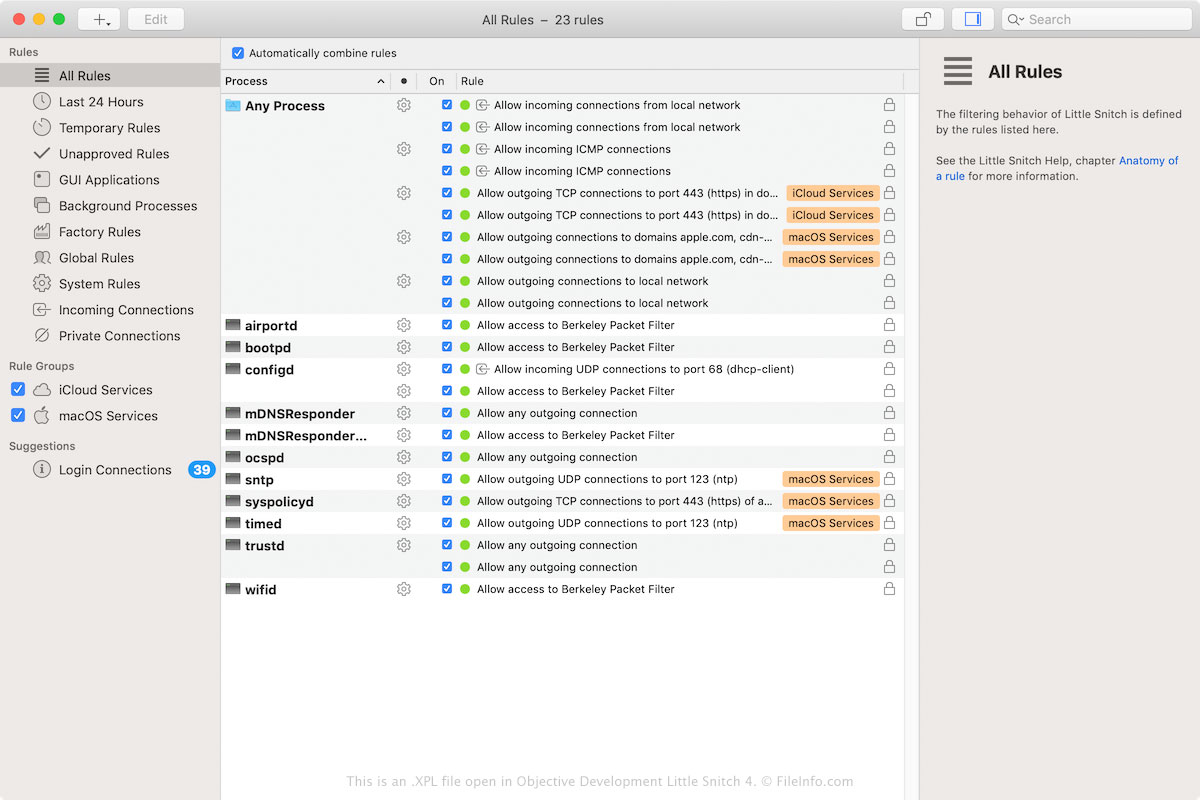 Edit
All Rules – 23 rules
Search
Rules
All Rules
Last 24 Hours
Temporary Rules
Unapproved Rules
GUI Applications
Background Processes
Factory Rules
Global Rules
System Rules
Incoming Connections
Private Connections
Rule Groups
iCloud Services
macOS Services
Suggestions
Login Connections 39
Automatically combine rules
Process On Rule
Any Process Allow incoming connections from local network
Allow incoming connections from local network
Allow incoming ICMP connections
Allow incoming ICMP connections
Allow outgoing TCP connections to port 443 (https) in do... iCloud Services
Allow outgoing TCP connections to port 443 (https) in do... iCloud Services
Allow outgoing connections to domains apple.com, cdn-... macOS Services
Allow outgoing connections to domains apple.com, cdn-... macOS Services
Allow outgoing connections to local network
Allow outgoing connections to local network
airportd Allow access to Berkeley Packet Filter
bootpd Allow access to Berkeley Packet Filter
configd Allow incoming UDP connections to port 68 (dhcp-client)
Allow access to Berkeley Packet Filter
mDNSResponder Allow any outgoing connection
mDNSResponder... Allow access to Berkeley Packet Filter
ocspd Allow any outgoing connection
sntp Allow outgoing UDP connections to port 123 (ntp) macOS Services
syspolicyd Allow outgoing TCP connections to port 443 (https) of a... macOS Services
timed Allow outgoing UDP connections to port 123 (ntp) macOS Services
trustd Allow any outgoing connection
Allow any outgoing connection
wifid Allow access to Berkeley Packet Filter
This is an .XPL file open in Objective Development Little Snitch 4. © FileInfo.com
All Rules
The filtering behavior of Little Snitch is defined
by the rules listed here.
See the Little Snitch Help, chapter Anatomy of
a rule for more information.